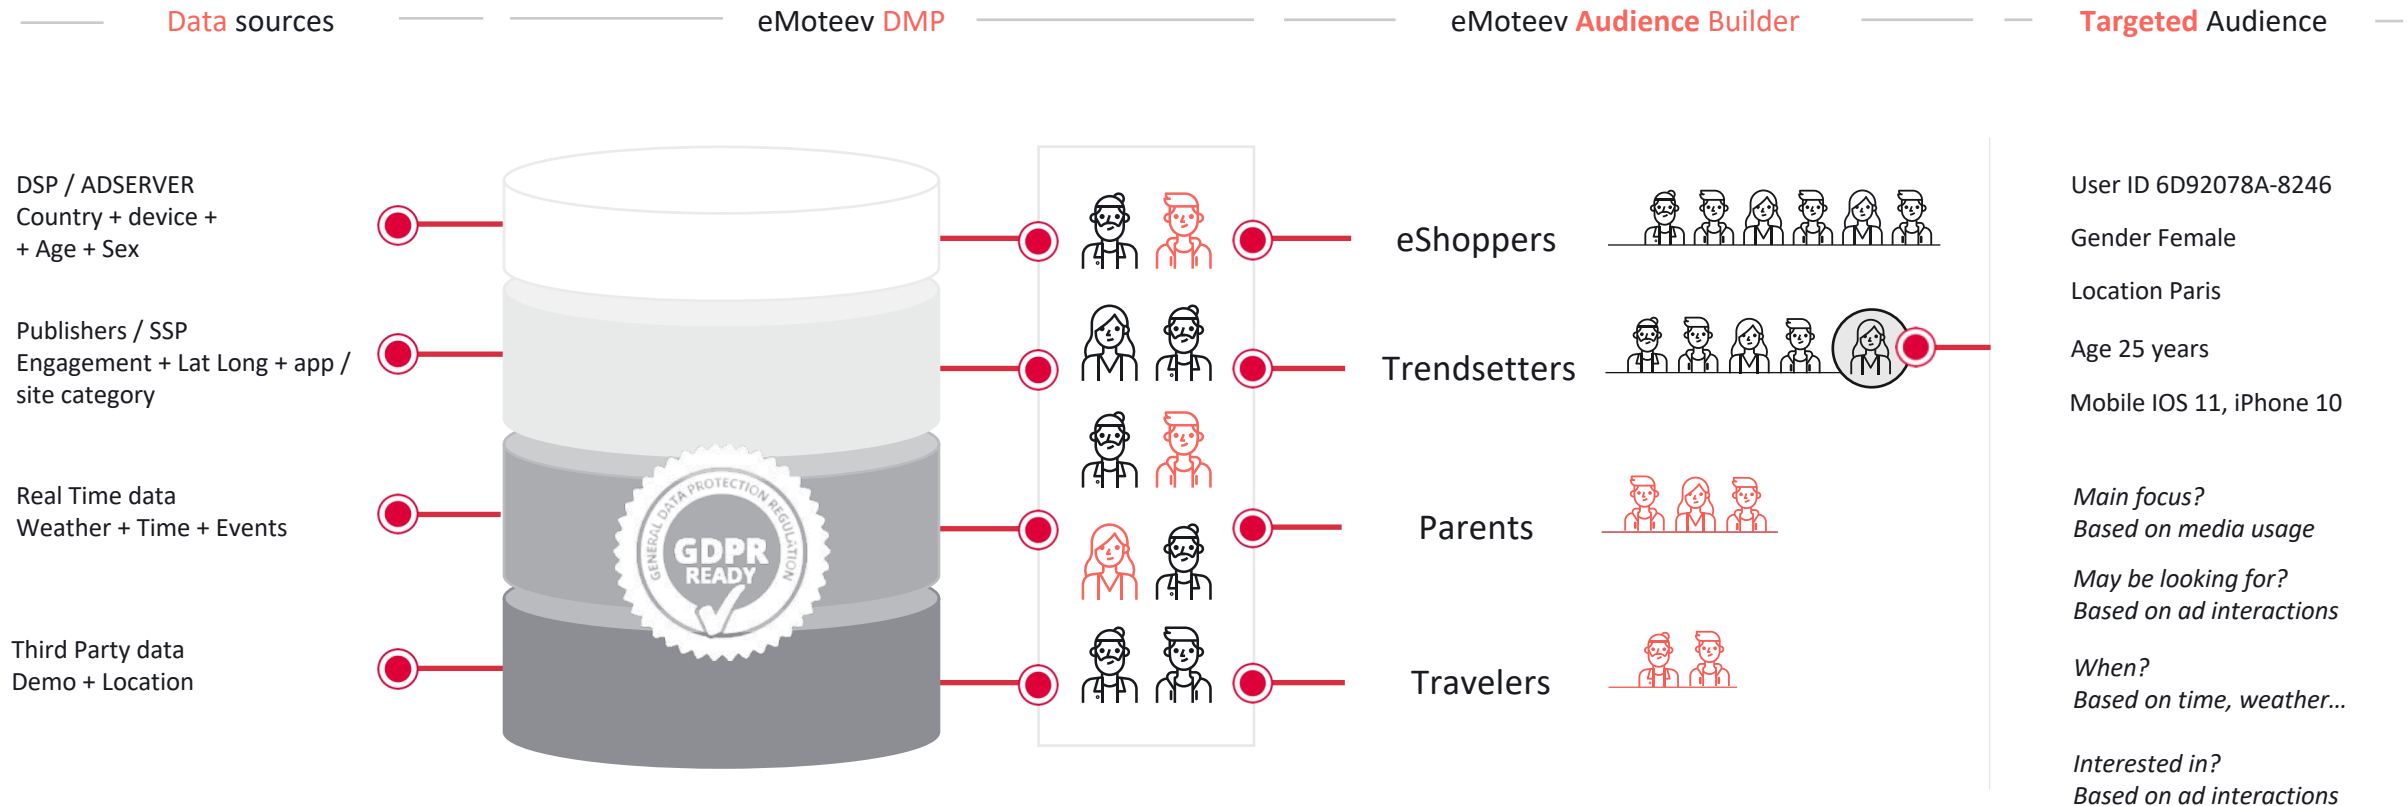 Data sources
eMoteev DMP
eMoteev Audience Builder
Targeted Audience
DSP / ADSERVER
Country + device +
+ Age + Sex
Publishers / SSP
Engagement + Lat Long + app /
site category
Real Time data
Weather + Time + Events
Third Party data
Demo + Location
GENERAL DATA PROTECTION REGULATION
GDPR
READY
eShoppers
Trendsetters
Parents
Travelers
User ID 6D92078A-8246
Gender Female
Location Paris
Age 25 years
Mobile IOS 11, iPhone 10
Main focus?
Based on media usage
May be looking for?
Based on ad interactions
When?
Based on time, weather...
Interested in?
Based on ad interactions